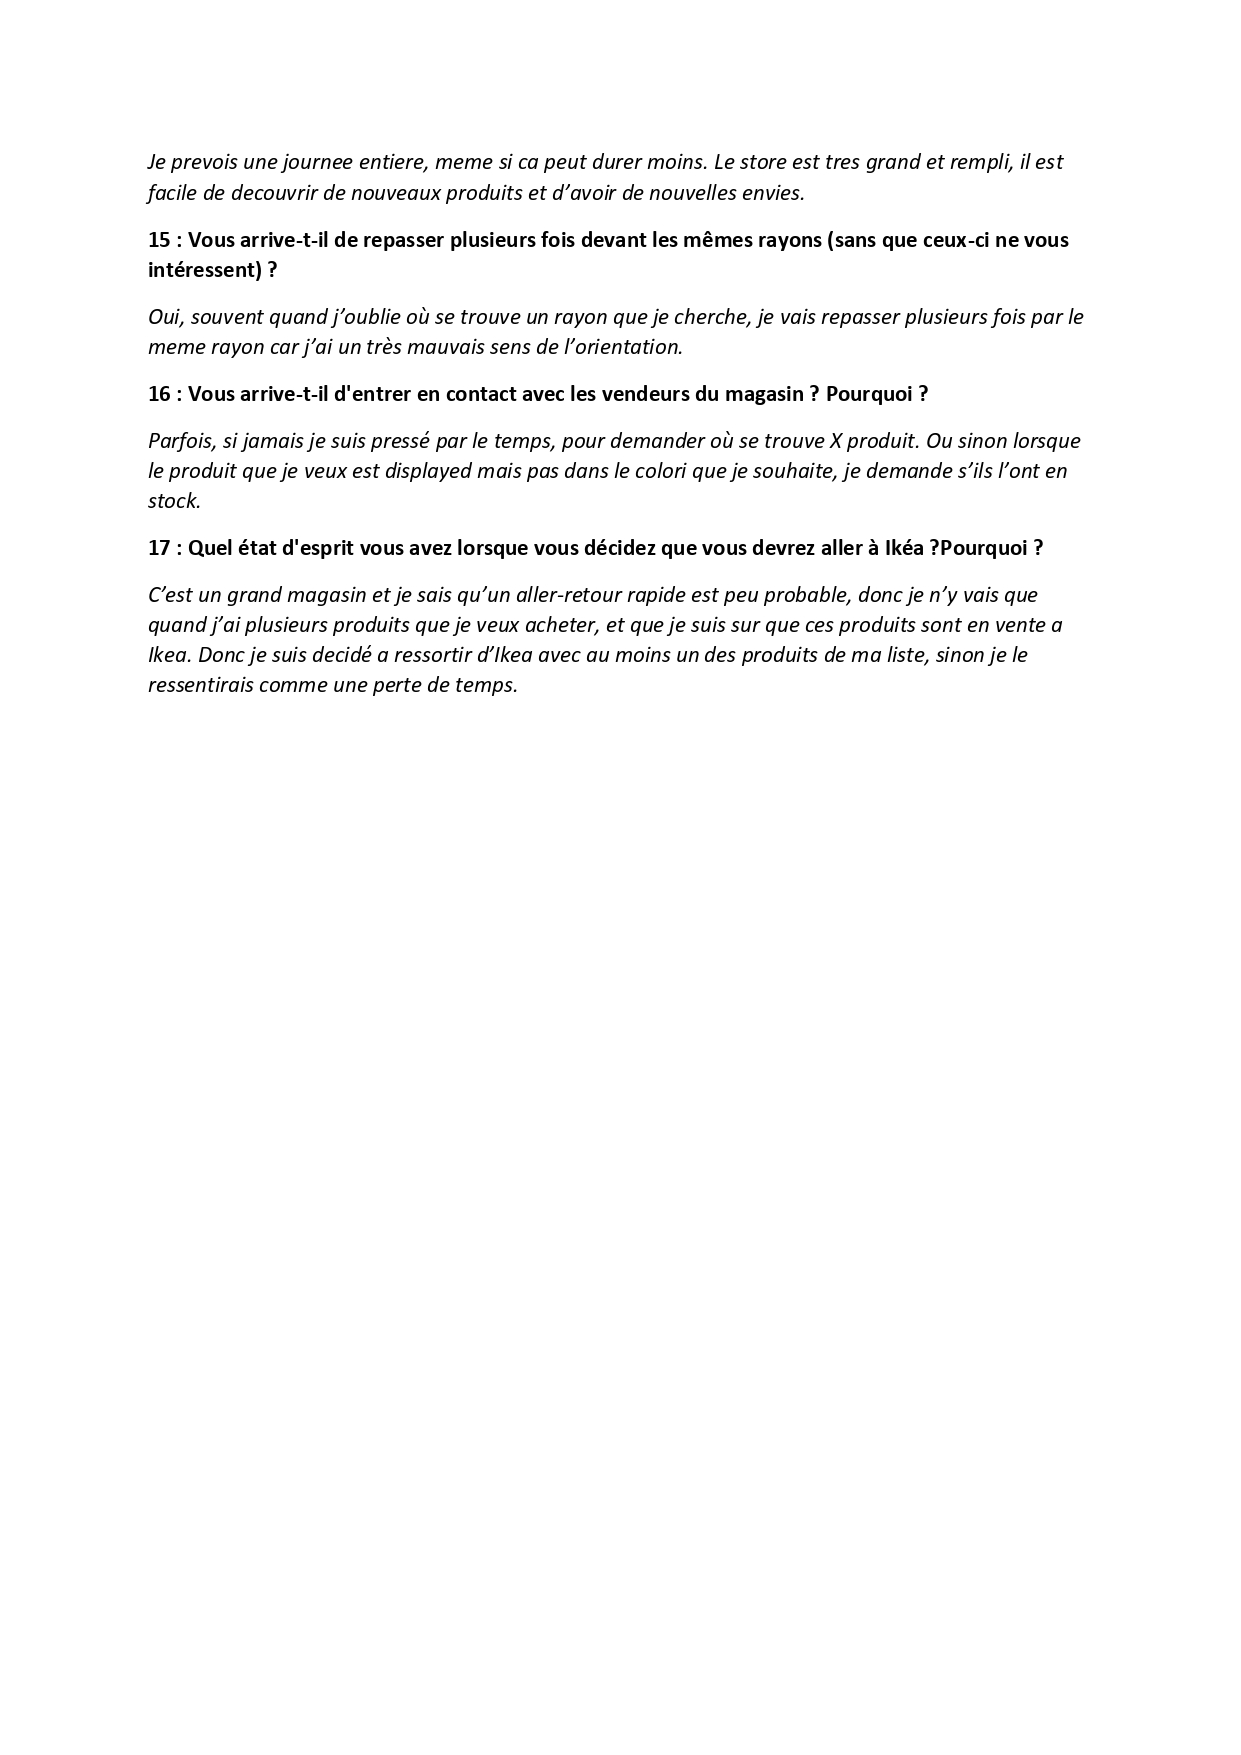 Je prevois une journee entiere, meme si ca peut durer moins. Le store est tres grand et rempli, il est
facile de decouvrir de nouveaux produits et d’avoir de nouvelles envies.
15 : Vous arrive-t-il de repasser plusieurs fois devant les mêmes rayons (sans que ceux-ci ne vous
intéressent) ?
Oui, souvent quand j’oublie où se trouve un rayon que je cherche, je vais repasser plusieurs fois par le
meme rayon car j’ai un très mauvais sens de l’orientation.
16 : Vous arrive-t-il d'entrer en contact avec les vendeurs du magasin ? Pourquoi ?
Parfois, si jamais je suis pressé par le temps, pour demander où se trouve X produit. Ou sinon lorsque
le produit que je veux est displayed mais pas dans le colori que je souhaite, je demande s’ils l’ont en
stock.
17 : Quel état d'esprit vous avez lorsque vous décidez que vous devrez aller à Ikéa ?Pourquoi ?
C’est un grand magasin et je sais qu’un aller-retour rapide est peu probable, donc je n’y vais que
quand j’ai plusieurs produits que je veux acheter, et que je suis sur que ces produits sont en vente a
Ikea. Donc je suis decidé a ressortir d’Ikea avec au moins un des produits de ma liste, sinon je le
ressentirais comme une perte de temps.